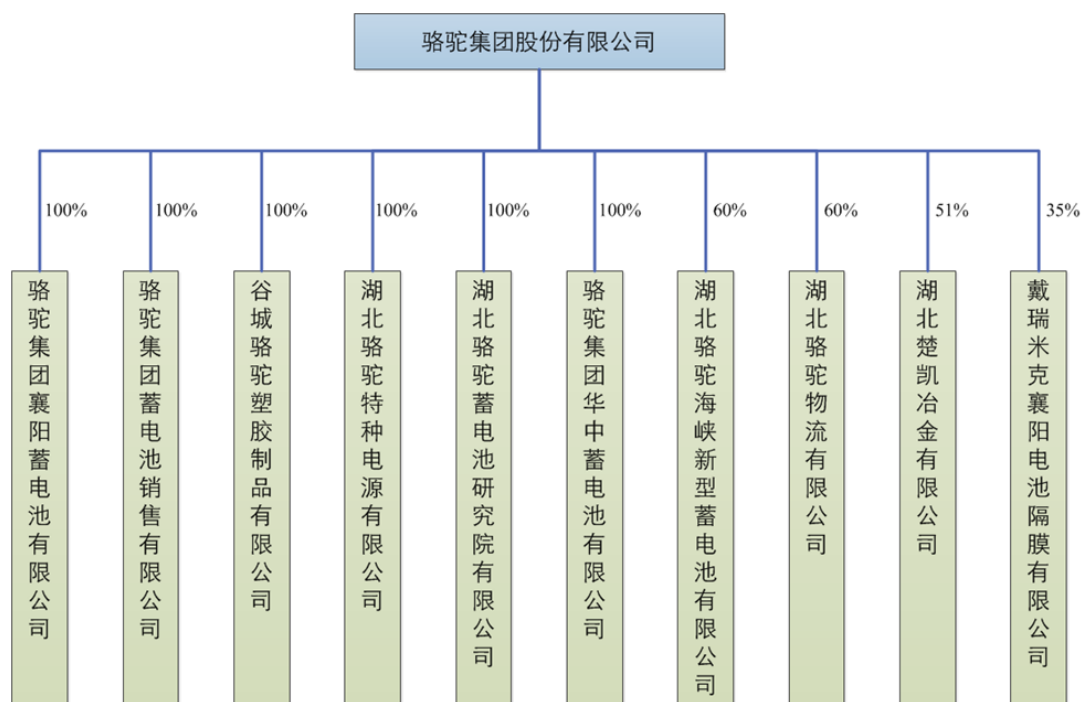 骆驼集团股份有限公司
100%
100%
100%
100%
100%
100%
60%
60%
51%
35%
骆驼集团襄阳蓄电池有限公司
骆驼集团蓄电池销售有限公司
谷城骆驼塑胶制品有限公司
湖北骆驼特种电源有限公司
湖北骆驼蓄电池研究院有限公司
骆驼集团华中蓄电池有限公司
湖北骆驼海峡新型蓄电池有限公司
湖北骆驼物流有限公司
湖北楚凯冶金有限公司
戴瑞米克襄阳电池隔膜有限公司